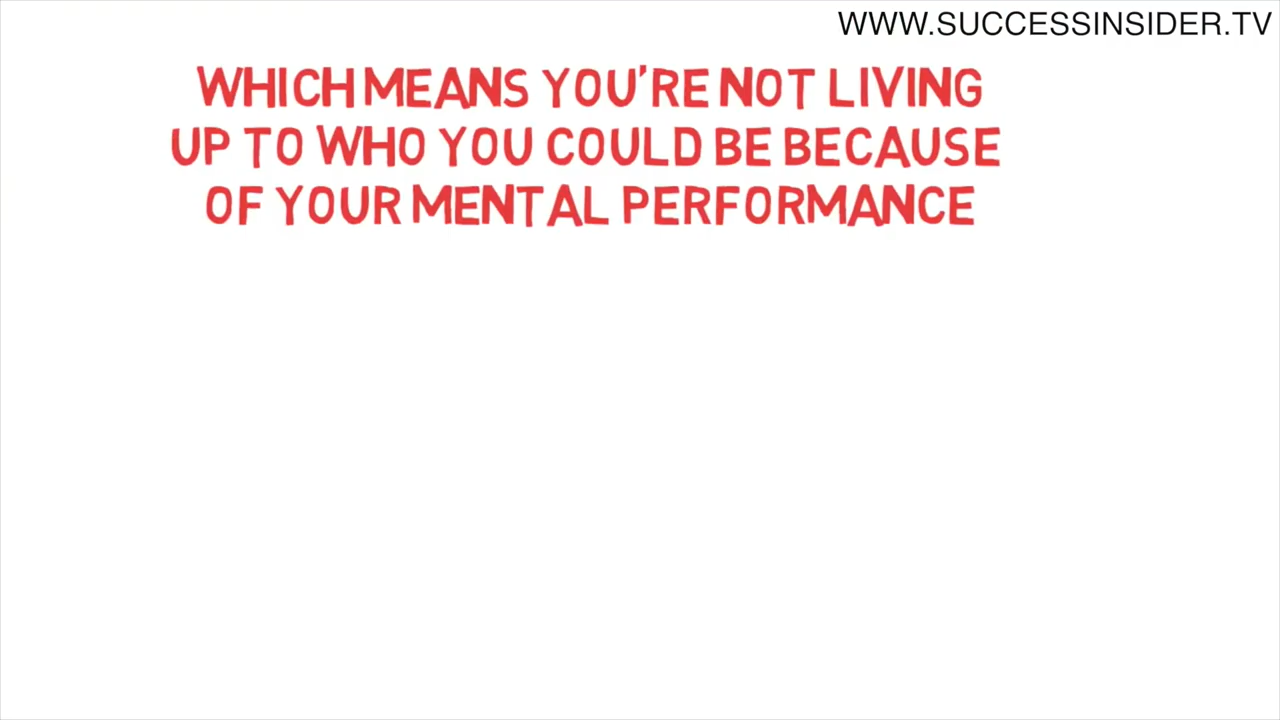 WWW.SUCCESSINSIDER.TV
WHICH MEANS YOU'RE NOT LIVING
UP TO WHO YOU COULD BE BECAUSE
OF YOUR MENTAL PERFORMANCE